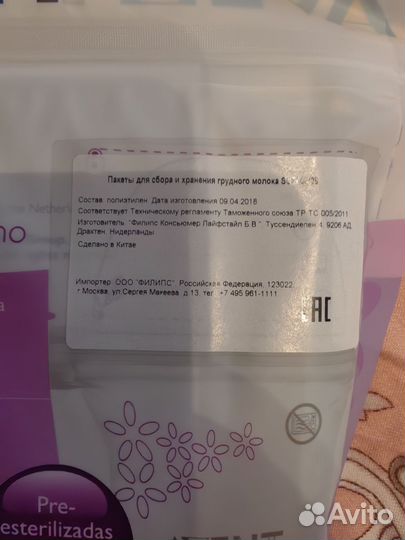 Пакеты для сбора и хранения грудного молока
Состав: полиэтилен. Дата изготовления 09.04.2018
Соответствует Техническому регламенту Таможенного союза ТР ТС 005/2011
Изготовитель: "Филипс Консьюмер Лайфстайл Б.В.", Туссендиепен 4, 9206 АД,
Драхтен, Нидерланды
Сделано в Китае
Импортер: ООО "ФИЛИПС", Российская Федерация, 123022,
г.Москва, ул.Сергея Макеева, д.13, тел. +7 495 961-1111
EAC
Pre-
esterilizadas
Avito